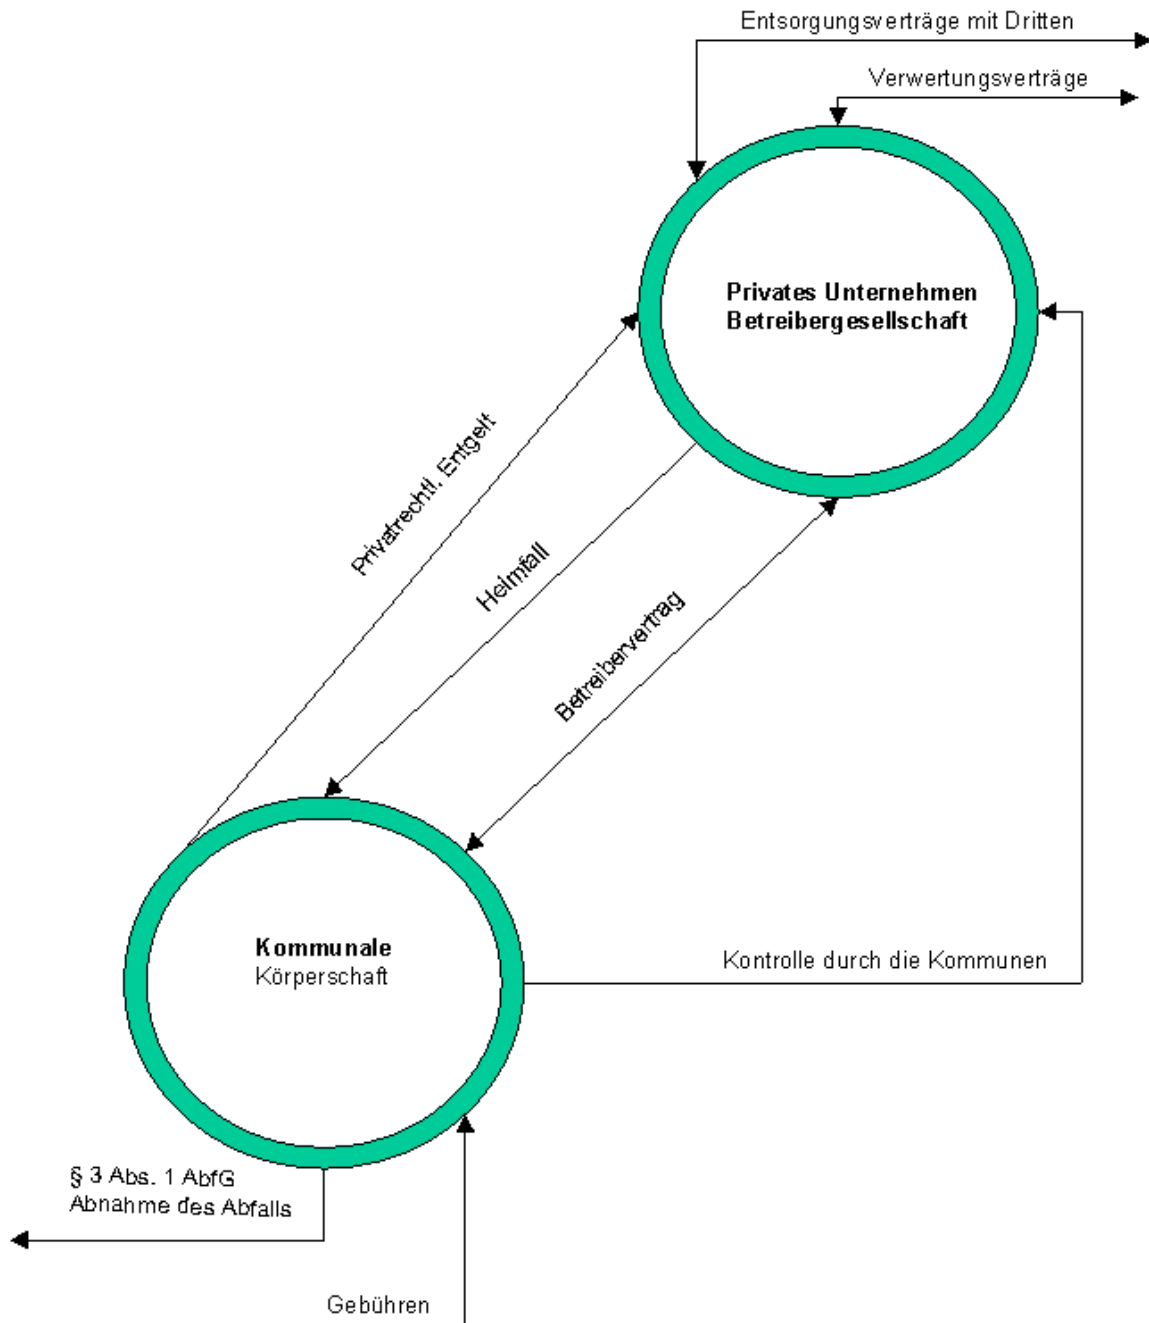 Entsorgungsverträge mit Dritten
Verwertungsverträge
Privates Unternehmen
Betreibergesellschaft
Privatrechtl. Entgelt
Heimfall
Betreibervertrag
Kommunale
Körperschaft
Kontrolle durch die Kommunen
§ 3 Abs. 1 AbfG
Abnahme des Abfalls
Gebühren